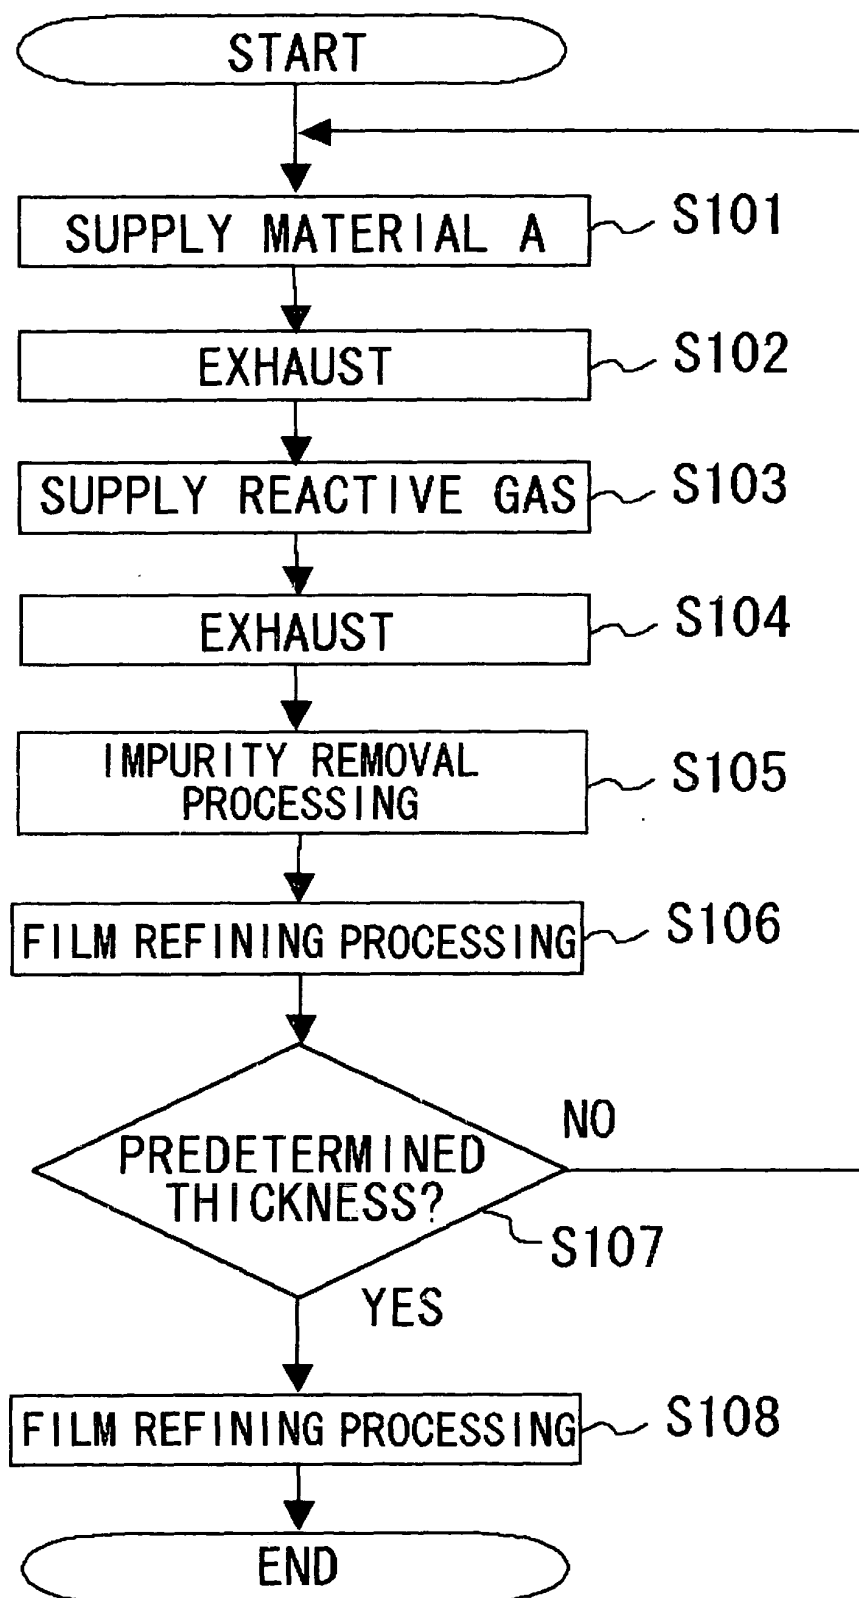 START
SUPPLY MATERIAL A
S101
EXHAUST
S102
SUPPLY REACTIVE GAS
S103
EXHAUST
S104
IMPURITY REMOVAL
PROCESSING
S105
FILM REFINING PROCESSING
S106
PREDETERMINED
THICKNESS?
NO
S107
YES
FILM REFINING PROCESSING
S108
END